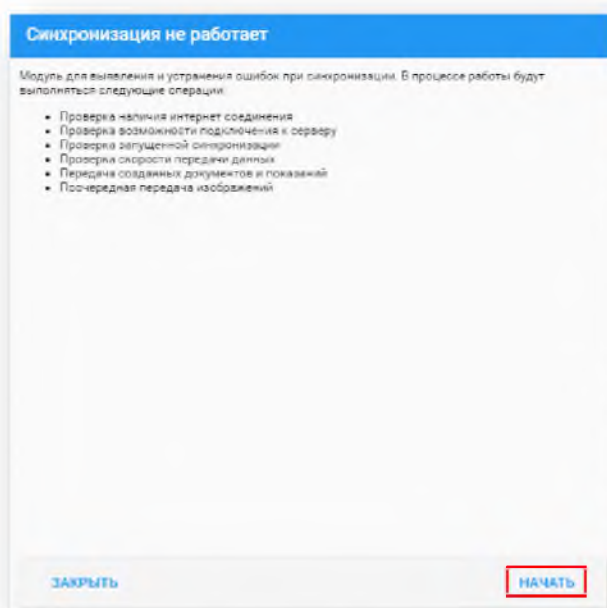 Синхронизация не работает
Модуль для выявления и устранения ошибок при синхронизации. В процессе работы будут
выполняться следующие операции:
Проверка наличия интернет соединения
Проверка возможности подключения к серверу
Проверка запущенной синхронизации
Проверка скорости передачи данных
Передача созданных документов и показаний
Поочередная передача изображений
ЗАКРЫТЬ
НАЧАТЬ